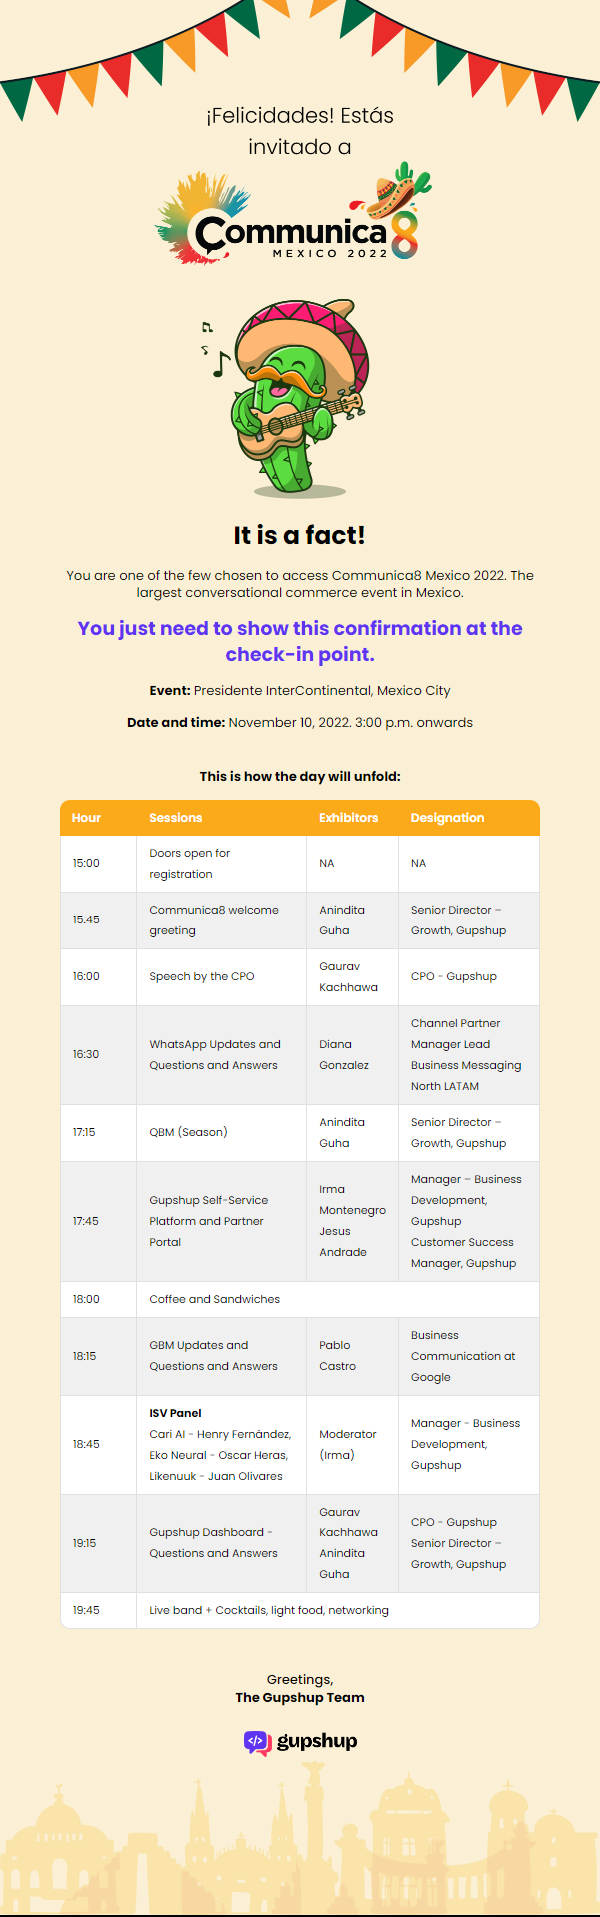 ¡Felicidades! Estás
invitado a
Communica8
MEXICO 2022
It is a fact!
You are one of the few chosen to access Communica8 Mexico 2022. The
largest conversational commerce event in Mexico.
You just need to show this confirmation at the
check-in point.
Event: Presidente InterContinental, Mexico City
Date and time: November 10, 2022. 3:00 p.m. onwards
This is how the day will unfold:
Hour Sessions Exhibitors Designation
15:00
Doors open for
registration
NA
NA
15.45
Communica8 welcome
greeting
Anindita
Guha
Senior Director –
Growth, Gupshup
16:00
Speech by the CPO
Gaurav
Kachhawa
CPO - Gupshup
16:30
WhatsApp Updates and
Questions and Answers
Diana
Gonzalez
Channel Partner
Manager Lead
Business Messaging
North LATAM
17:15
QBM (Season)
Anindita
Guha
Senior Director –
Growth, Gupshup
17:45
Gupshup Self-Service
Platform and Partner
Portal
Irma
Montenegro
Jesus
Andrade
Manager – Business
Development,
Gupshup
Customer Success
Manager, Gupshup
18:00
Coffee and Sandwiches
18:15
GBM Updates and
Questions and Answers
Pablo
Castro
Business
Communication at
Google
18:45
ISV Panel
Cari AI - Henry Fernández,
Eko Neural - Oscar Heras,
Likenuuk - Juan Olivares
Moderator
(Irma)
Manager - Business
Development,
Gupshup
19:15
Gupshup Dashboard -
Questions and Answers
Gaurav
Kachhawa
Anindita
Guha
CPO - Gupshup
Senior Director –
Growth, Gupshup
19:45
Live band + Cocktails, light food, networking
Greetings,
The Gupshup Team
</> gupshup